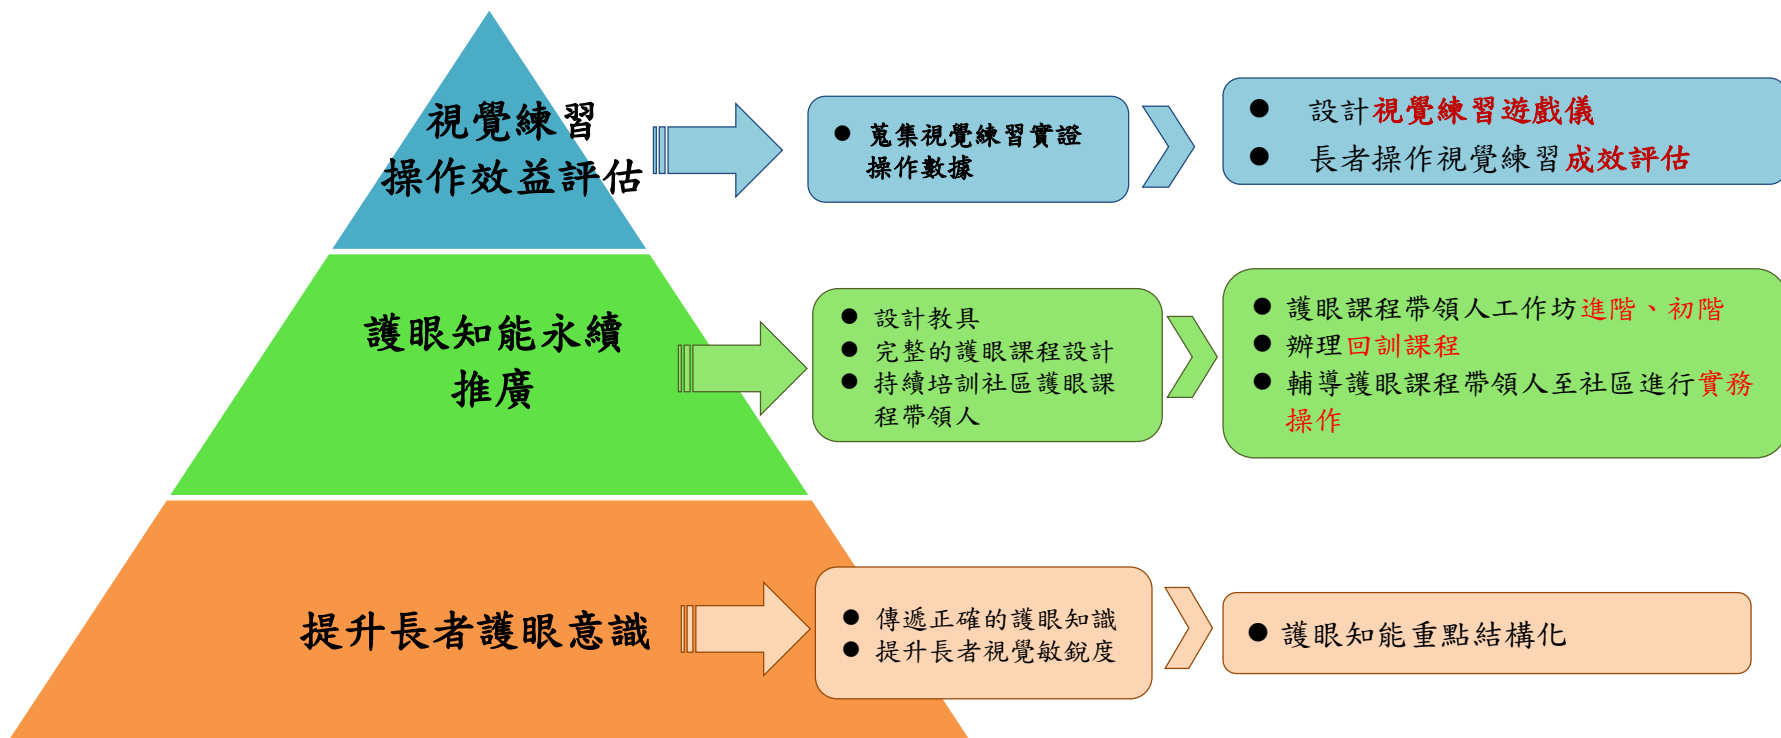 視覺練習
操作效益評估
● 蒐集視覺練習實證
操作數據
● 設計視覺練習遊戲儀
● 長者操作視覺練習成效評估
護眼知能永續
推廣
● 設計教具
● 完整的護眼課程設計
● 持續培訓社區護眼課
程帶領人
● 護眼課程帶領人工作坊進階、初階
● 辦理回訓課程
● 輔導護眼課程帶領人至社區進行實務
操作
提升長者護眼意識
● 傳遞正確的護眼知識
● 提升長者視覺敏銳度
● 護眼知能重點結構化